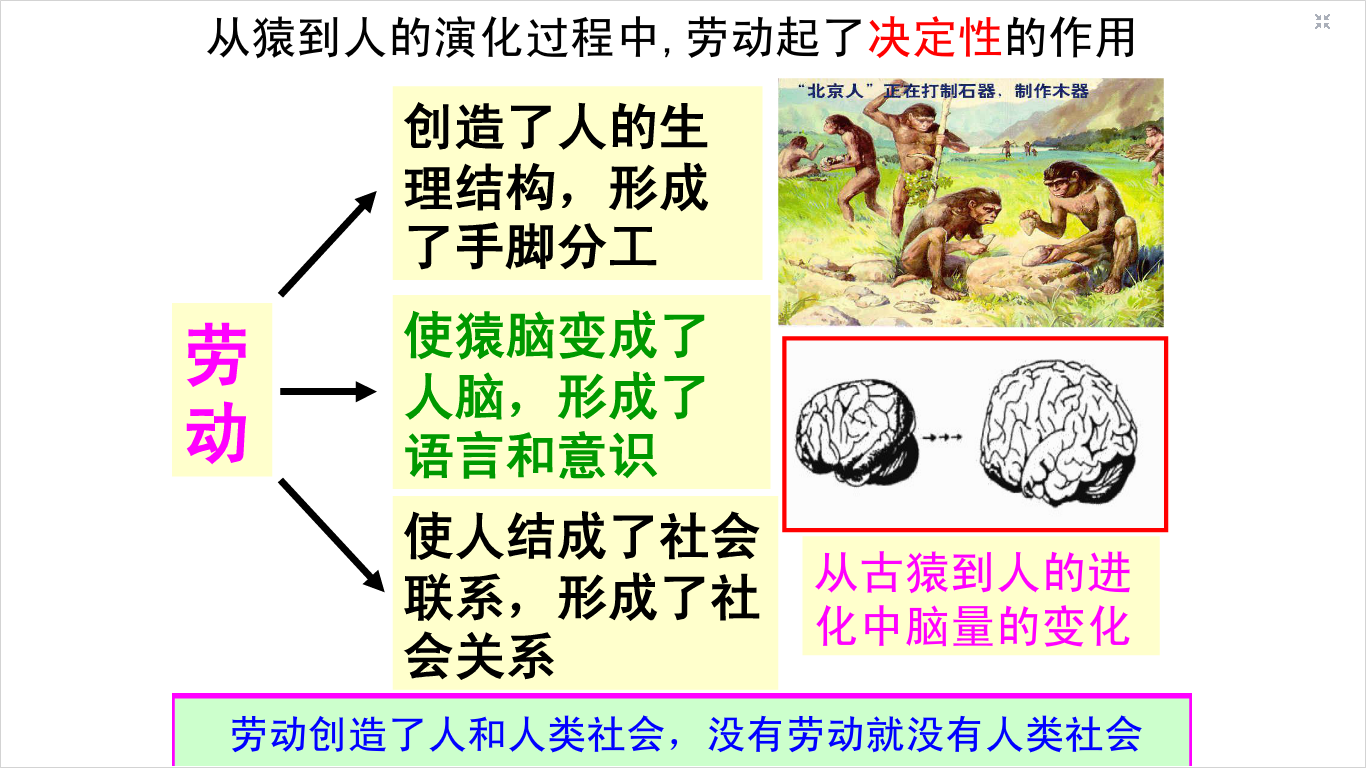 从猿到人的演化过程中,劳动起了决定性的作用
创造了人的生
理结构，形成
了手脚分工
“北京人”正在打制石器，制作木器
劳
动
使猿脑变成了
人脑，形成了
语言和意识
使人结成了社会
联系，形成了社
会关系
从古猿到人的进
化中脑量的变化
劳动创造了人和人类社会，没有劳动就没有人类社会